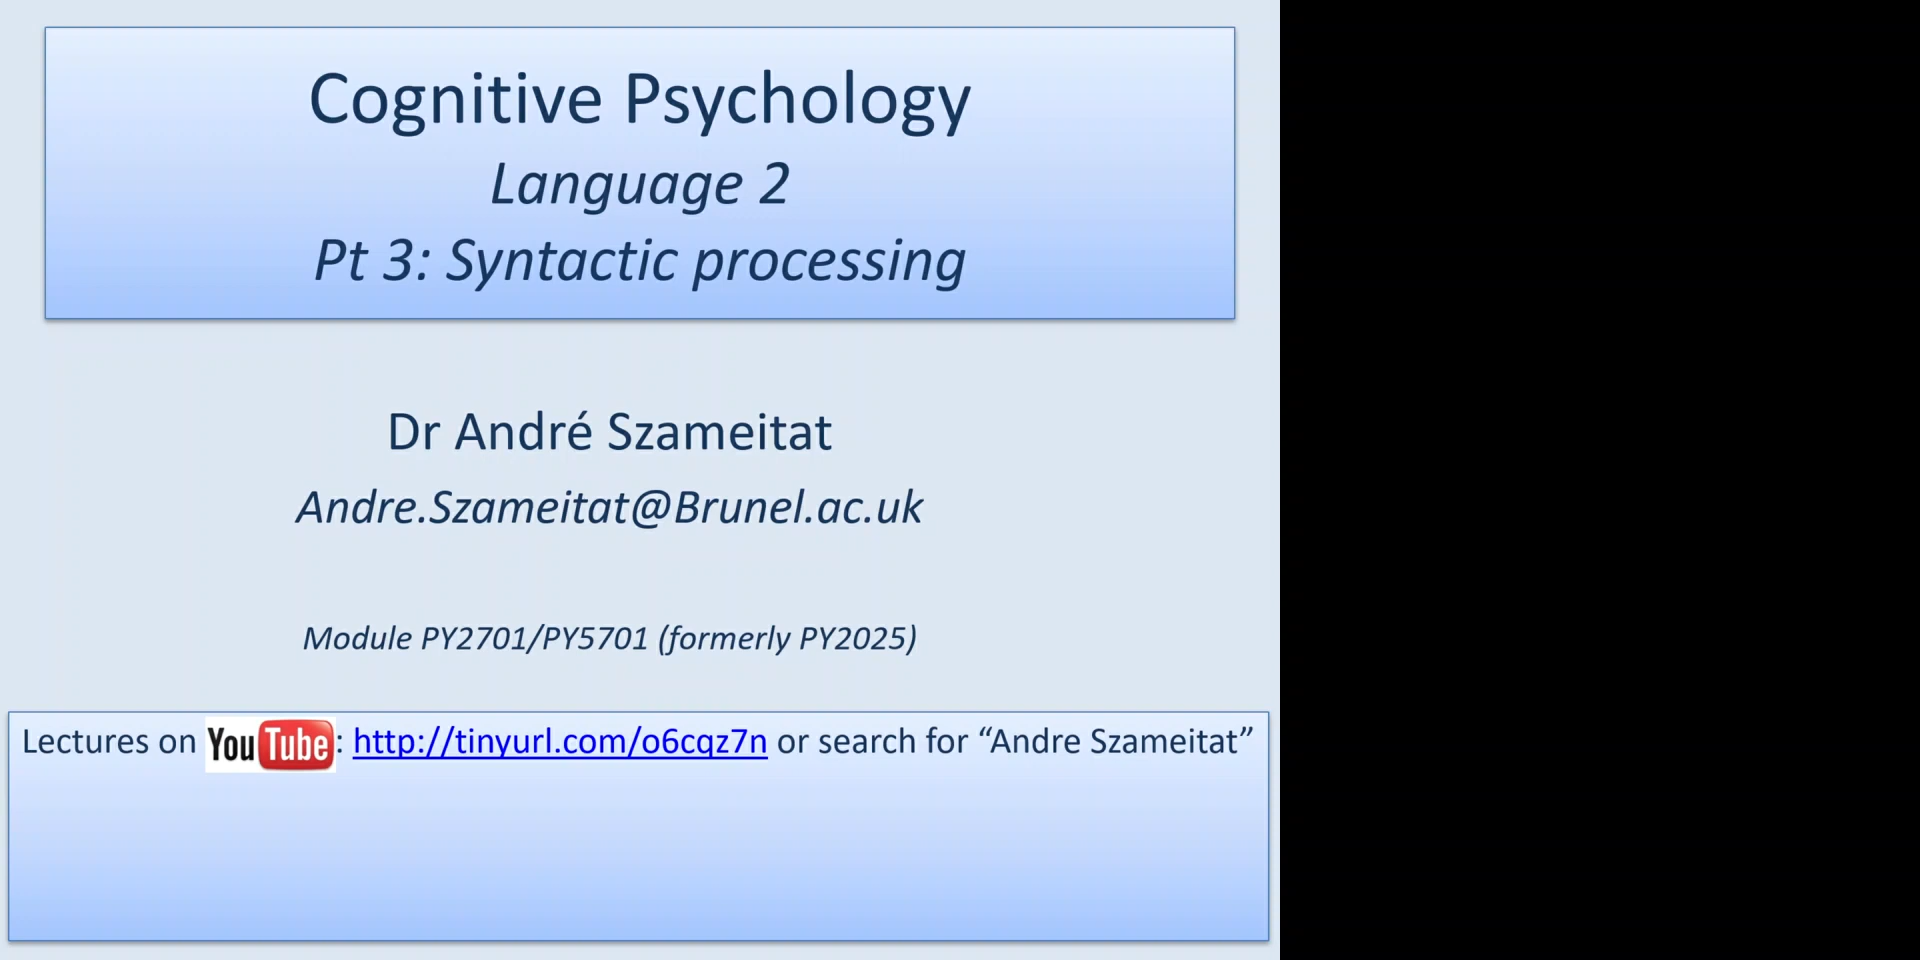 Cognitive Psychology
Language 2
Pt 3: Syntactic processing
Dr André Szameitat
Andre.Szameitat@Brunel.ac.uk
Module PY2701/PY5701 (formerly PY2025)
Lectures on YouTube: http://tinyurl.com/o6cqz7n or search for “Andre Szameitat”